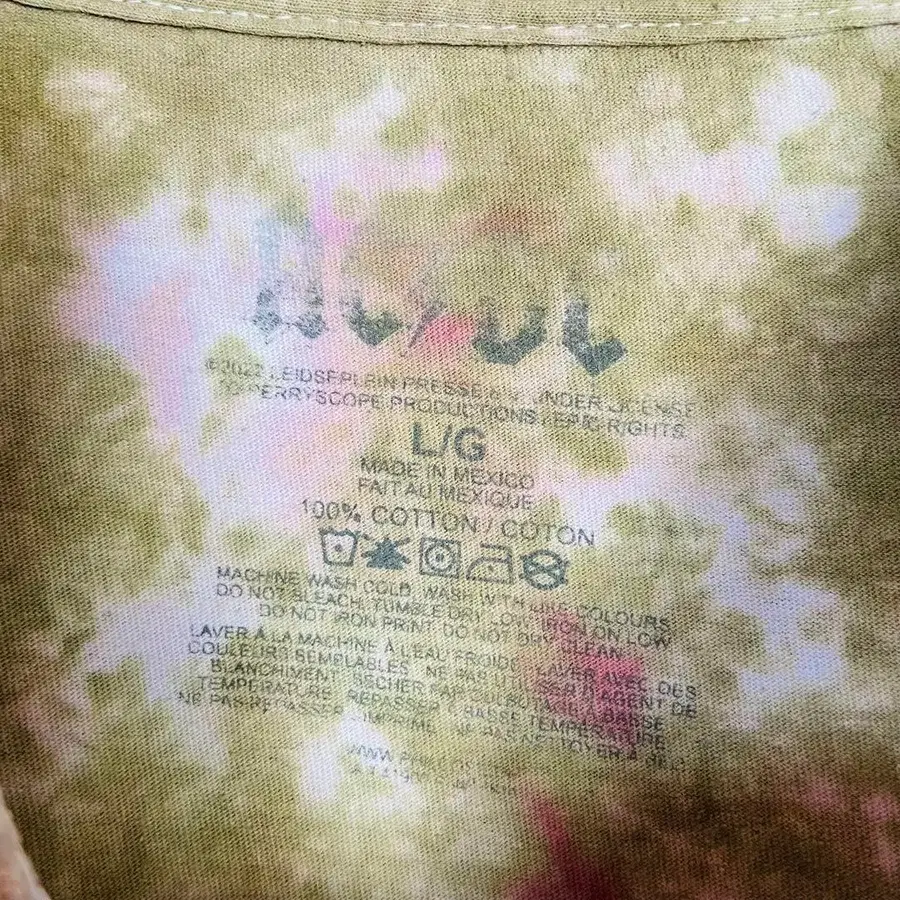 AC/DC
©2022 LEIDSEPLEIN PRESSE B.V. UNDER LICENSE
TO PERRYSCOPE PRODUCTIONS / EPIC RIGHTS
L/G
MADE IN MEXICO
FAIT AU MEXIQUE
100% COTTON / COTON
MACHINE WASH COLD WASH WITH LIKE COLOURS
DO NOT BLEACH TUMBLE DRY LOW IRON ON LOW
DO NOT IRON PRINT DO NOT DRY CLEAN
LAVER À LA MACHINE À L'EAU FROIDE LAVER AVEC DES
COULEURS SEMBLABLES NE PAS UTILISER D'AGENT DE
BLANCHIMENT SÉCHER PAR CULBUTAGE À BASSE
TEMPÉRATURE REPASSER À BASSE TEMPÉRATURE
NE PAS REPASSER IMPRIMÉ NE PAS NETTOYER À SEC